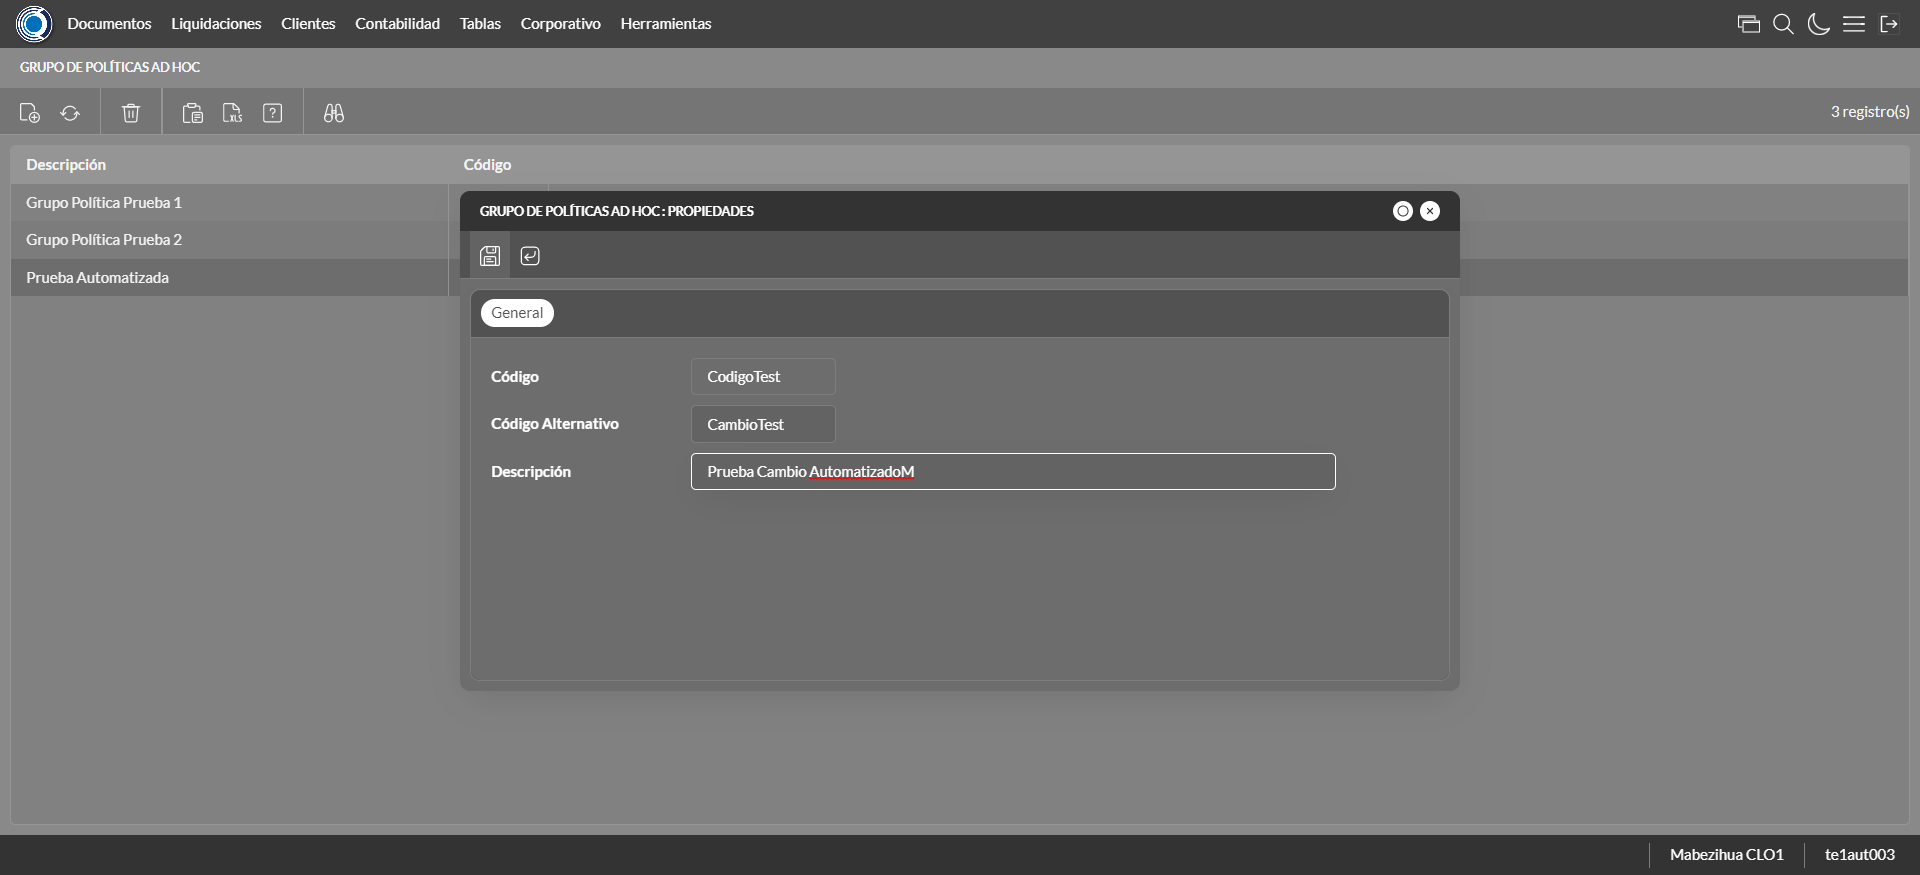 Documentos Liquidaciones Clientes Contabilidad Tablas Corporativo Herramientas
GRUPO DE POLÍTICAS AD HOC
XLS ? 3 registro(s)
Descripción Código
Grupo Política Prueba 1
Grupo Política Prueba 2
Prueba Automatizada
GRUPO DE POLÍTICAS AD HOC : PROPIEDADES
General
Código CodigoTest
Código Alternativo CambioTest
Descripción Prueba Cambio AutomatizadoM
Mabezihua CLO1 te1aut003